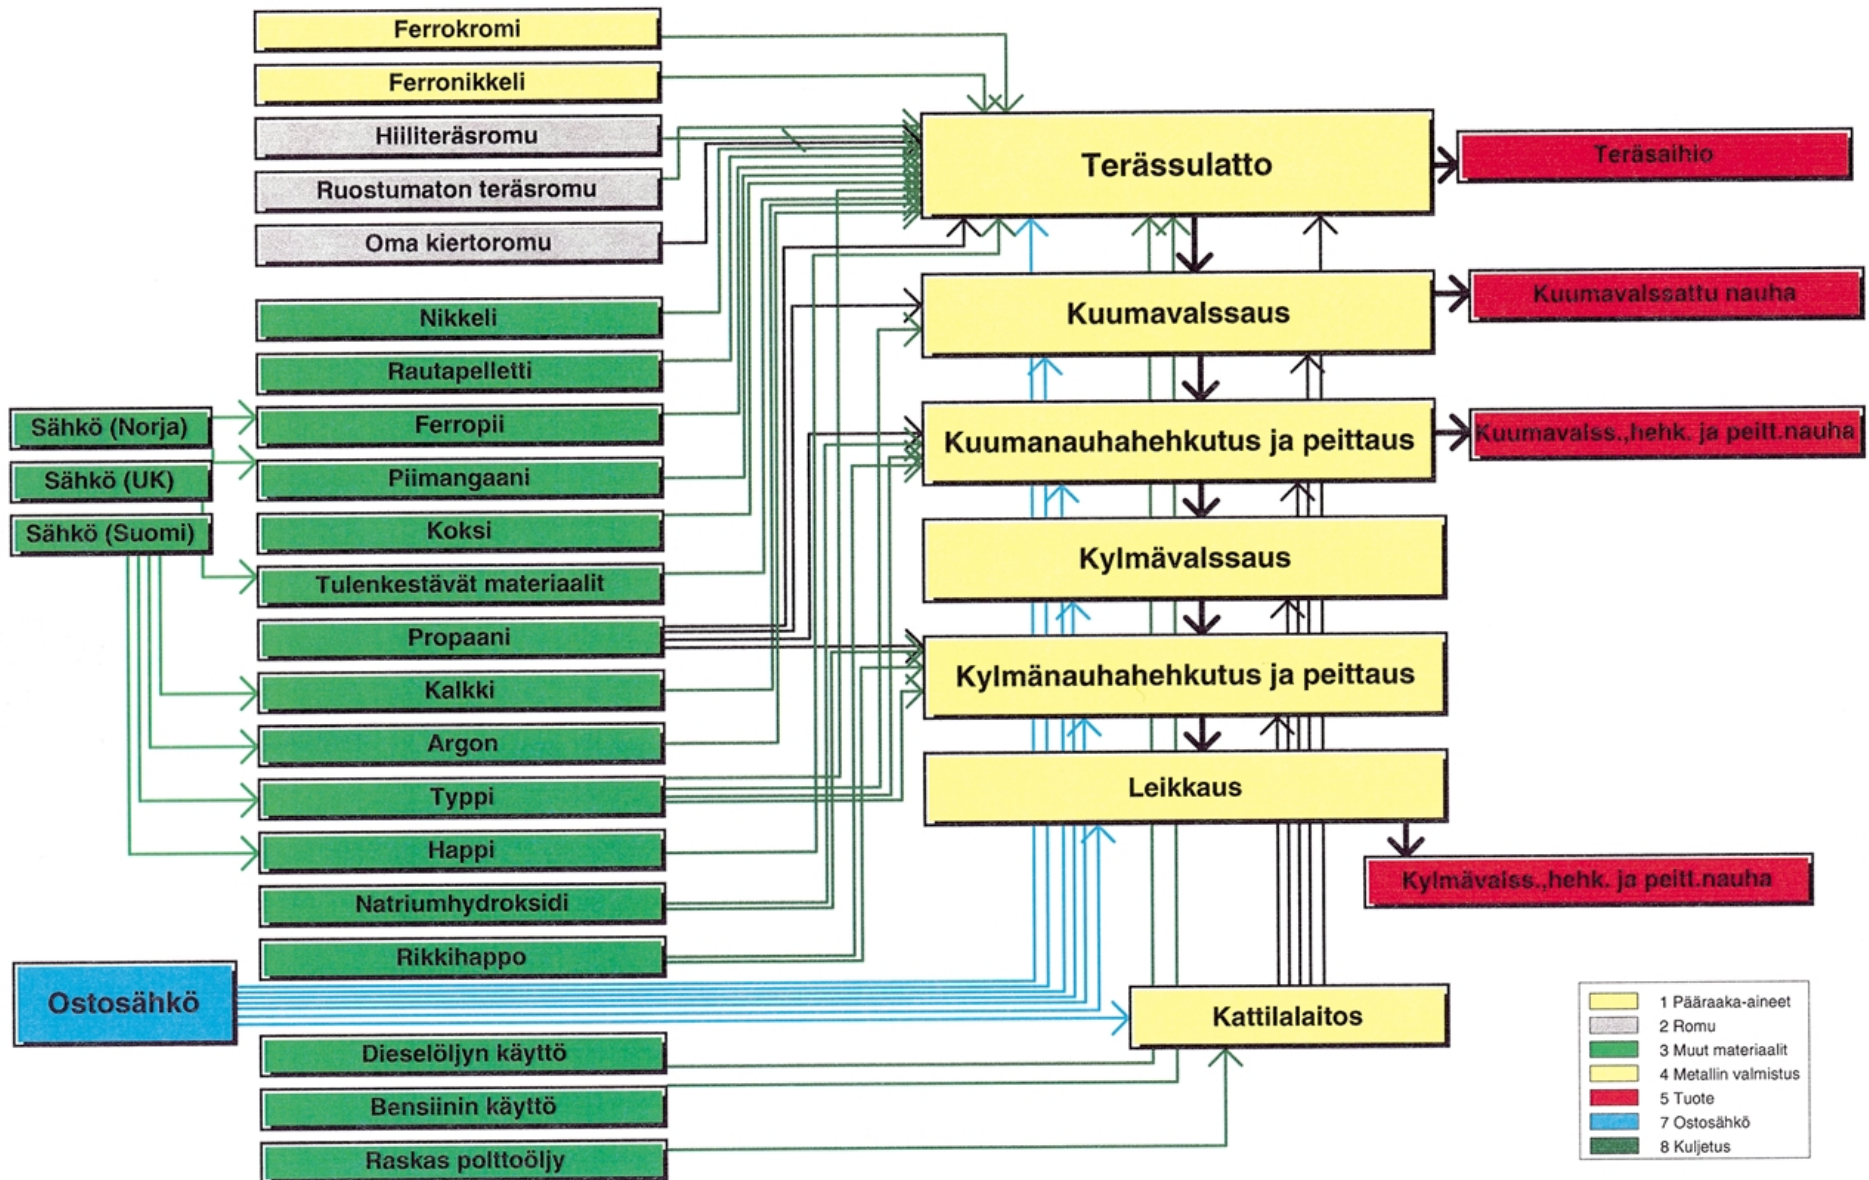 Ferrokromi
Ferronikkeli
Hiiliteräsromu
Ruostumaton teräsromu
Oma kiertoromu
Nikkeli
Rautapelletti
Ferropii
Piimangaani
Koksi
Tulenkestävät materiaalit
Propaani
Kalkki
Argon
Typpi
Happi
Natriumhydroksidi
Rikkihappo
Dieselöljyn käyttö
Bensiinin käyttö
Raskas polttoöljy
Sähkö (Norja)
Sähkö (UK)
Sähkö (Suomi)
Ostosähkö
Terässulatto
Kuumavalssaus
Kuumanauhahehkutus ja peittaus
Kylmävalssaus
Kylmänauhahehkutus ja peittaus
Leikkaus
Kattilalaitos
Teräsaihio
Kuumavalssattu nauha
Kuumavalss.,hehk. ja peitt.nauha
Kylmävalss.,hehk. ja peitt.nauha
1 Pääraaka-aineet
2 Romu
3 Muut materiaalit
4 Metallin valmistus
5 Tuote
7 Ostosähkö
8 Kuljetus